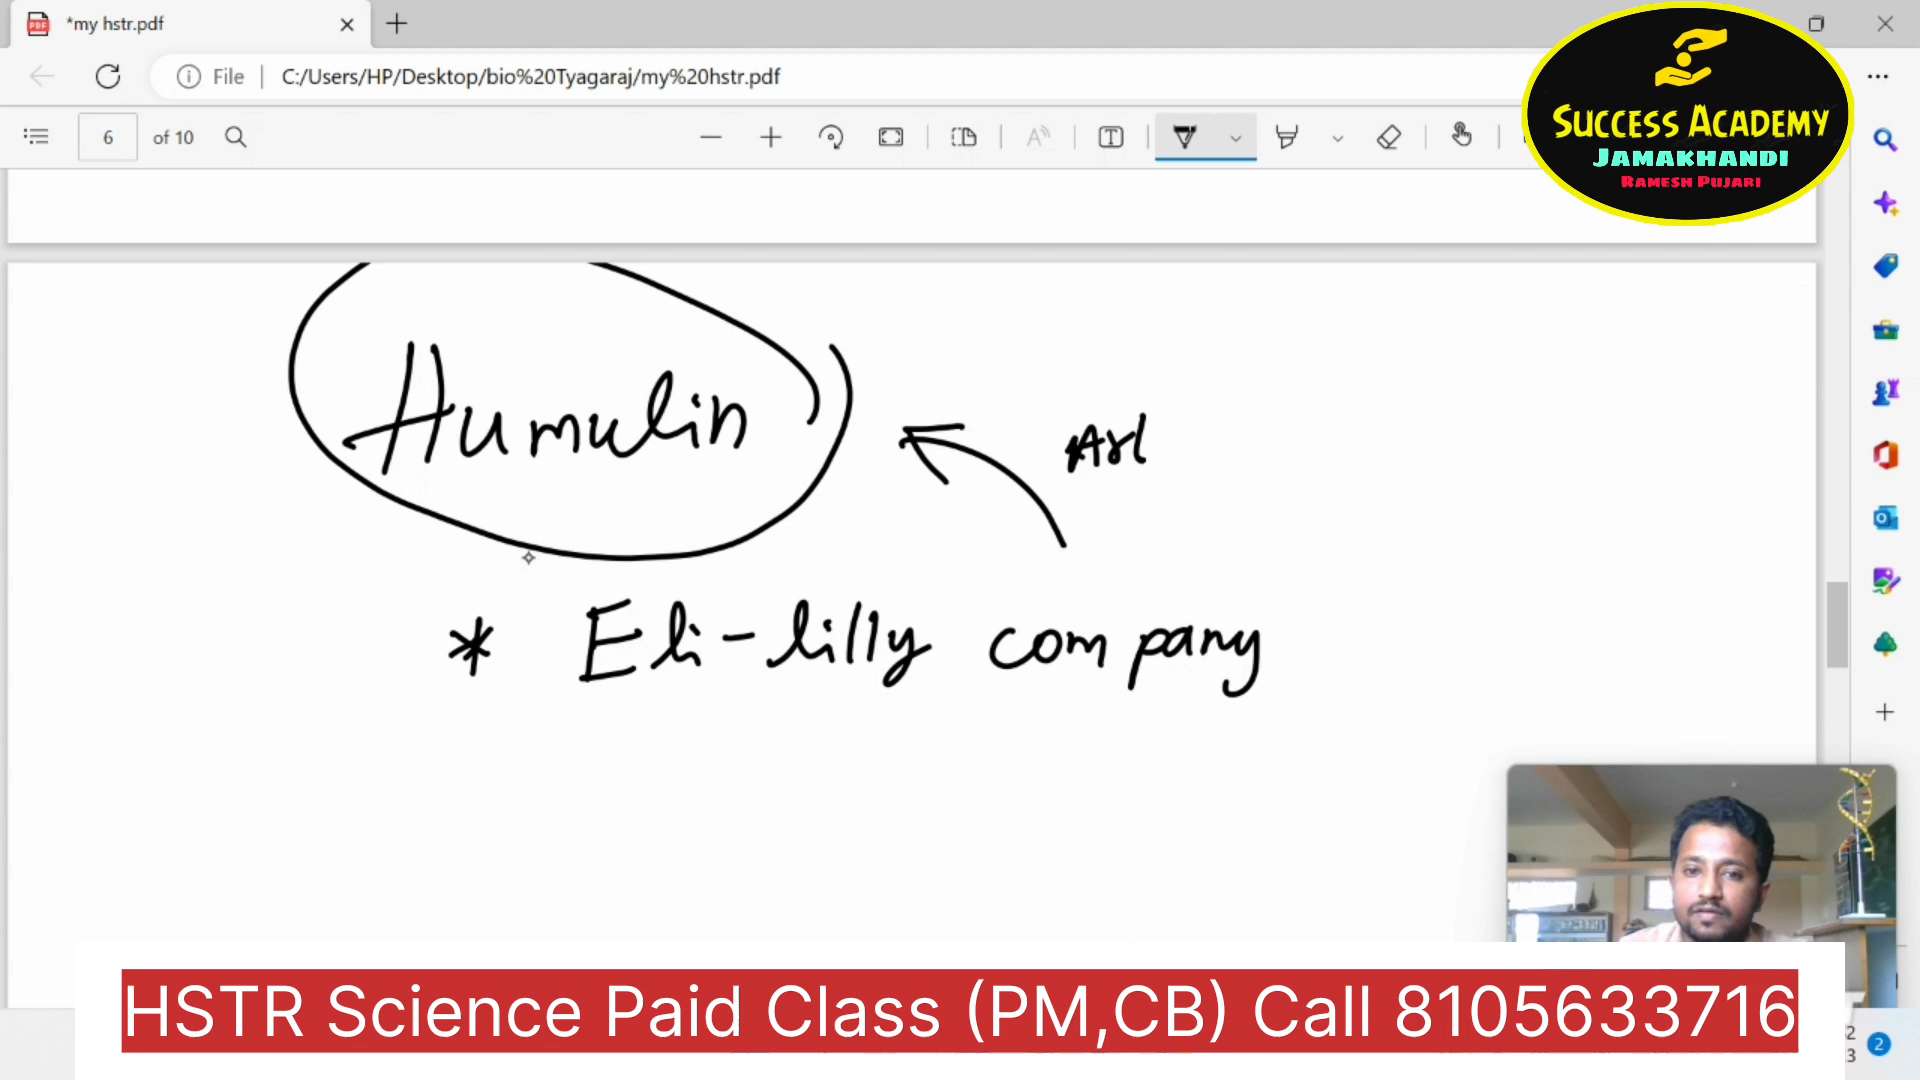 *my hstr.pdf
File C:/Users/HP/Desktop/bio%20Tyagaraj/my%20hstr.pdf
6 of 10
SUCCESS ACADEMY
JAMAKHANDI
RAMESH PUJARI
Humulin
* Eli-lilly company
HSTR Science Paid Class (PM,CB) Call 8105633716
2